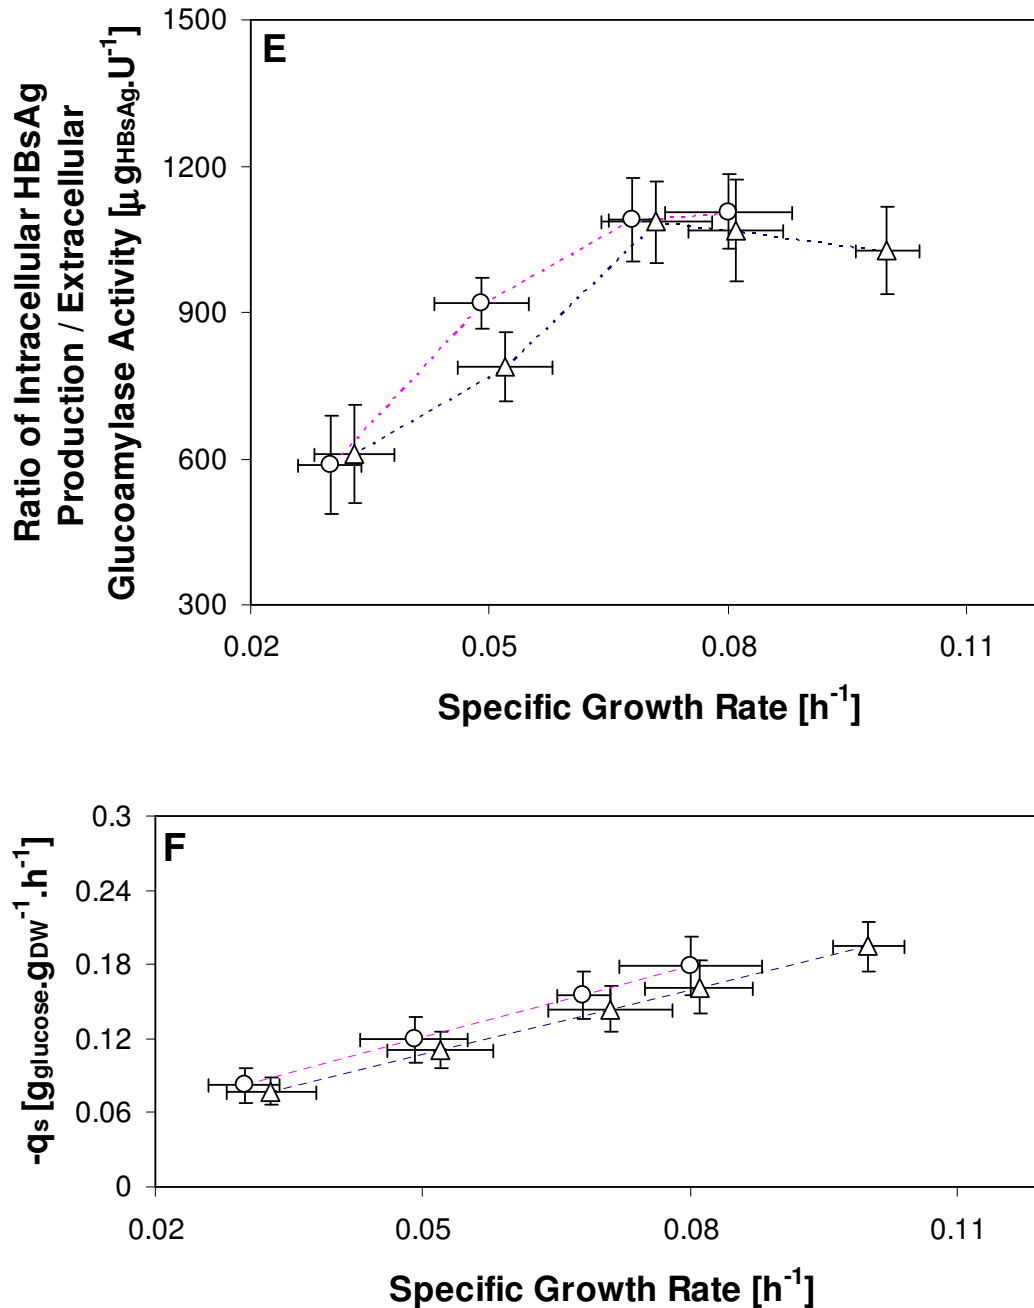 E
Ratio of Intracellular HBsAg
Production / Extracellular
Glucoamylase Activity [µgHBsAg.U-1]
1500
1200
900
600
300
0.02 0.05 0.08 0.11
Specific Growth Rate [h-1]
F
-qs [gglucose.gDW-1.h-1]
0.3
0.24
0.18
0.12
0.06
0
0.02 0.05 0.08 0.11
Specific Growth Rate [h-1]